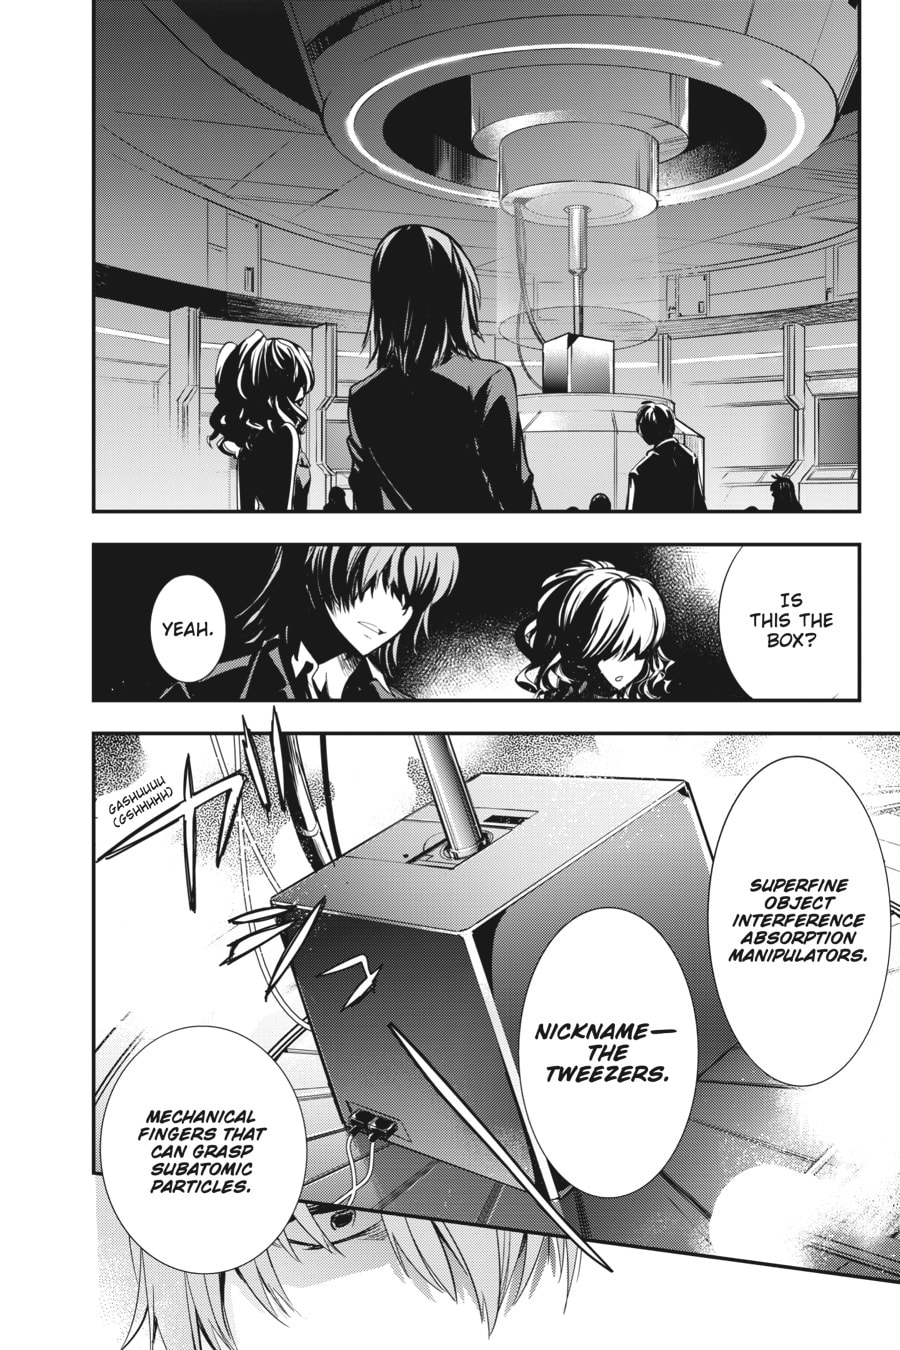 IS
THIS THE
BOX?
YEAH.
SUPERFINE
OBJECT
INTERFERENCE
ABSORPTION
MANIPULATORS.
NICKNAME—
THE
TWEEZERS.
GASHUUUU
(GSHHHHH)
MECHANICAL
FINGERS THAT
CAN GRASP
SUBATOMIC
PARTICLES.